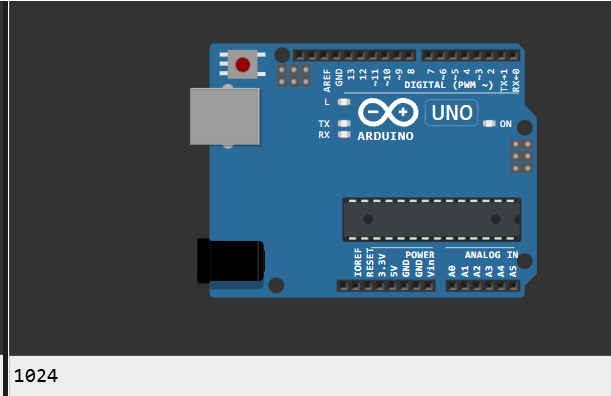 AREF
GND
13
12
~11
~10
~9
8
7
~6
~5
4
~3
2
TX→1
RX←0
DIGITAL (PWM ~)
L
TX
RX
ARDUINO
UNO
ON
IOREF
RESET
3.3V
5V
GND
GND
Vin
POWER
ANALOG IN
A0
A1
A2
A3
A4
A5
1024